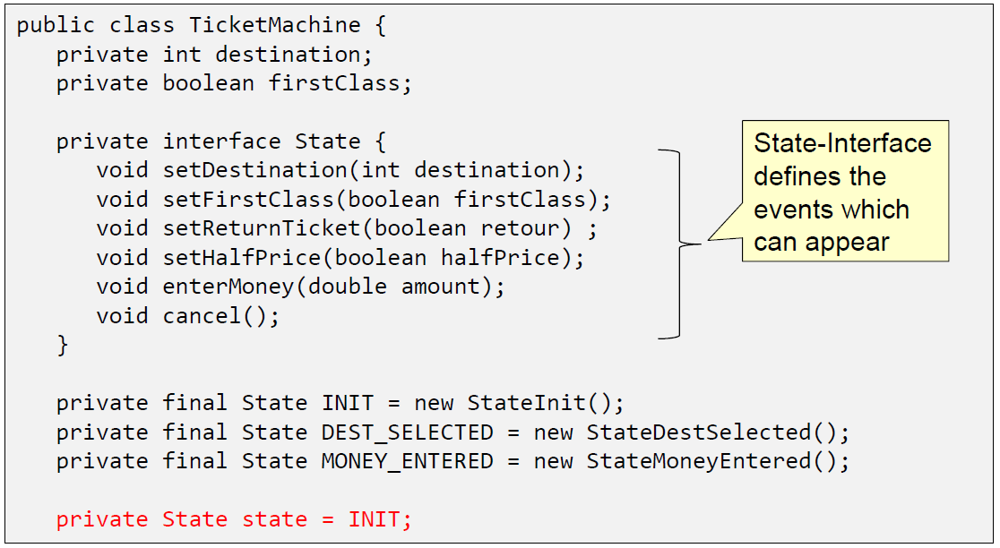 public class TicketMachine {
private int destination;
private boolean firstClass;
private interface State {
void setDestination(int destination);
void setFirstClass(boolean firstClass);
void setReturnTicket(boolean retour) ;
void setHalfPrice(boolean halfPrice);
void enterMoney(double amount);
void cancel();
}
private final State INIT = new StateInit();
private final State DEST_SELECTED = new StateDestSelected();
private final State MONEY_ENTERED = new StateMoneyEntered();
private State state = INIT;
State-Interface
defines the
events which
can appear